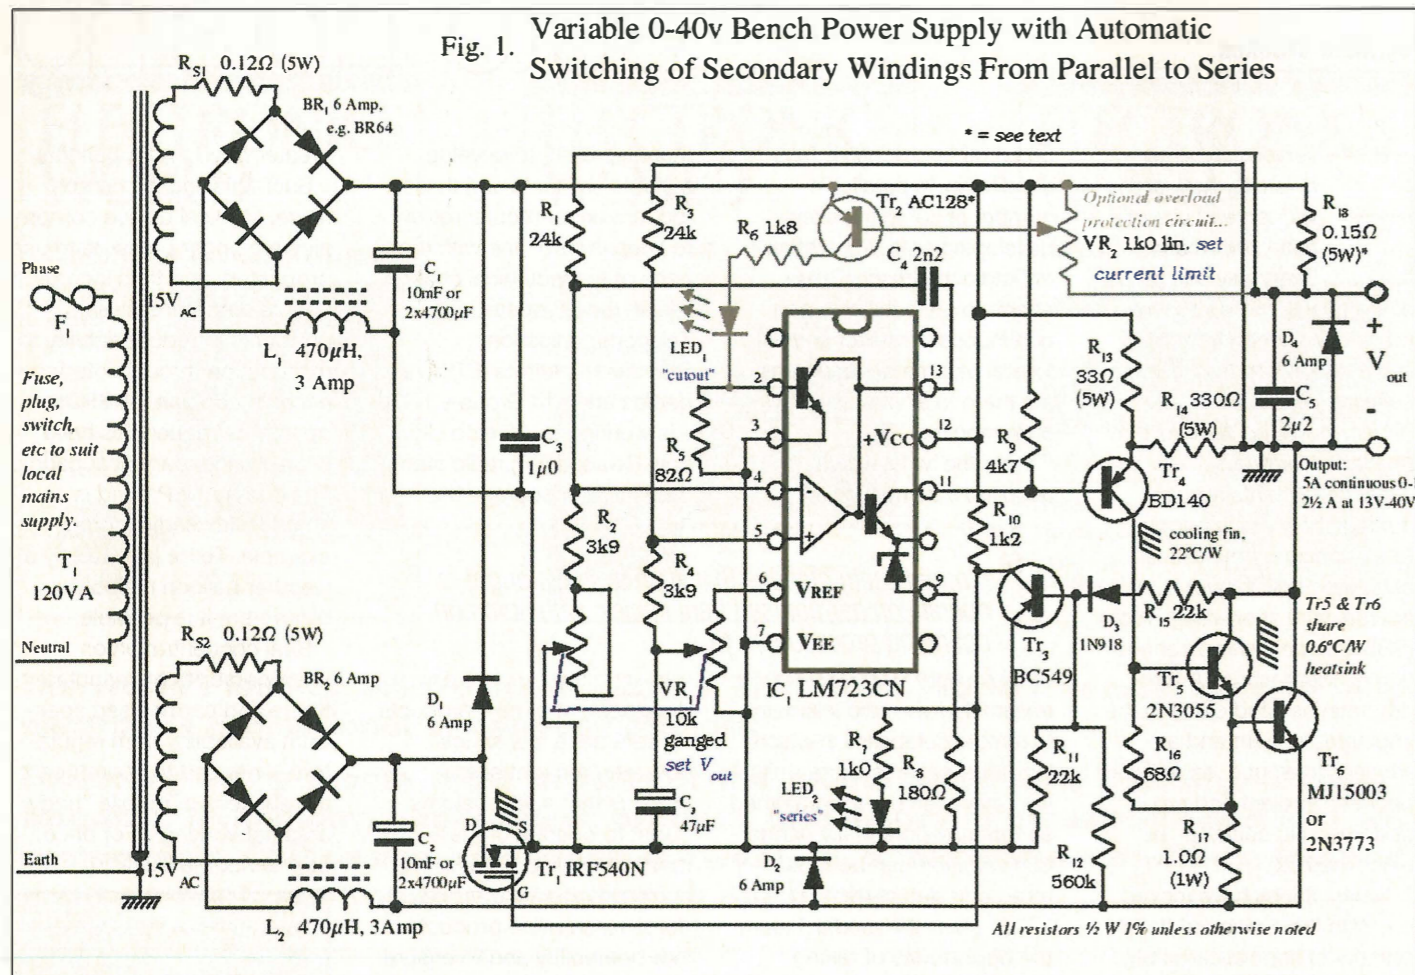 Fig. 1.
Variable 0-40v Bench Power Supply with Automatic
Switching of Secondary Windings From Parallel to Series
RS1 0.12Ω (5W)
BR1 6 Amp,
e.g. BR64
* = see text
Phase
F1
15V
AC
L1 470µH,
3 Amp
C1
10mF or
2x4700µF
R1
24k
R3
24k
R6 1k8
Tr2 AC128*
C4 2n2
Optional overload
protection circuit...
VR2 1k0 lin. set
current limit
R18
0.15Ω
(5W)*
LED1
"cutout"
Fuse,
plug,
switch,
etc to suit
local
mains
supply.
T1
120VA
Neutral
Earth
C3
1µ0
R5
82Ω
2
3
4
5
6
7
13
12
11
9
+VCC
-
+
VREF
VEE
IC1 LM723CN
R9
4k7
R13
33Ω
(5W)
R14 330Ω
(5W)
D4
6 Amp
C5
2µ2
+
Vout
-
Output:
5A continuous 0-1
2½ A at 13V-40V
Tr4
BD140
cooling fin,
22ºC/W
R10
1k2
R2
3k9
R4
3k9
Tr3
BC549
D3
1N918
R15 22k
Tr5 & Tr6
share
0.6ºC/W
heatsink
Tr5
2N3055
Tr6
MJ15003
or
2N3773
RS2 0.12Ω (5W)
BR2 6 Amp
D1
6 Amp
VR1
10k
ganged
set Vout
R7
1k0
R8
180Ω
R11
22k
R16
68Ω
LED2
"series"
C3
47µF
R17
1.0Ω
(1W)
R12
560k
15V
AC
C2
10mF or
2x4700µF
D
S
G
Tr1 IRF540N
D2
6 Amp
L2 470µH, 3Amp
All resistors ½ W 1% unless otherwise noted